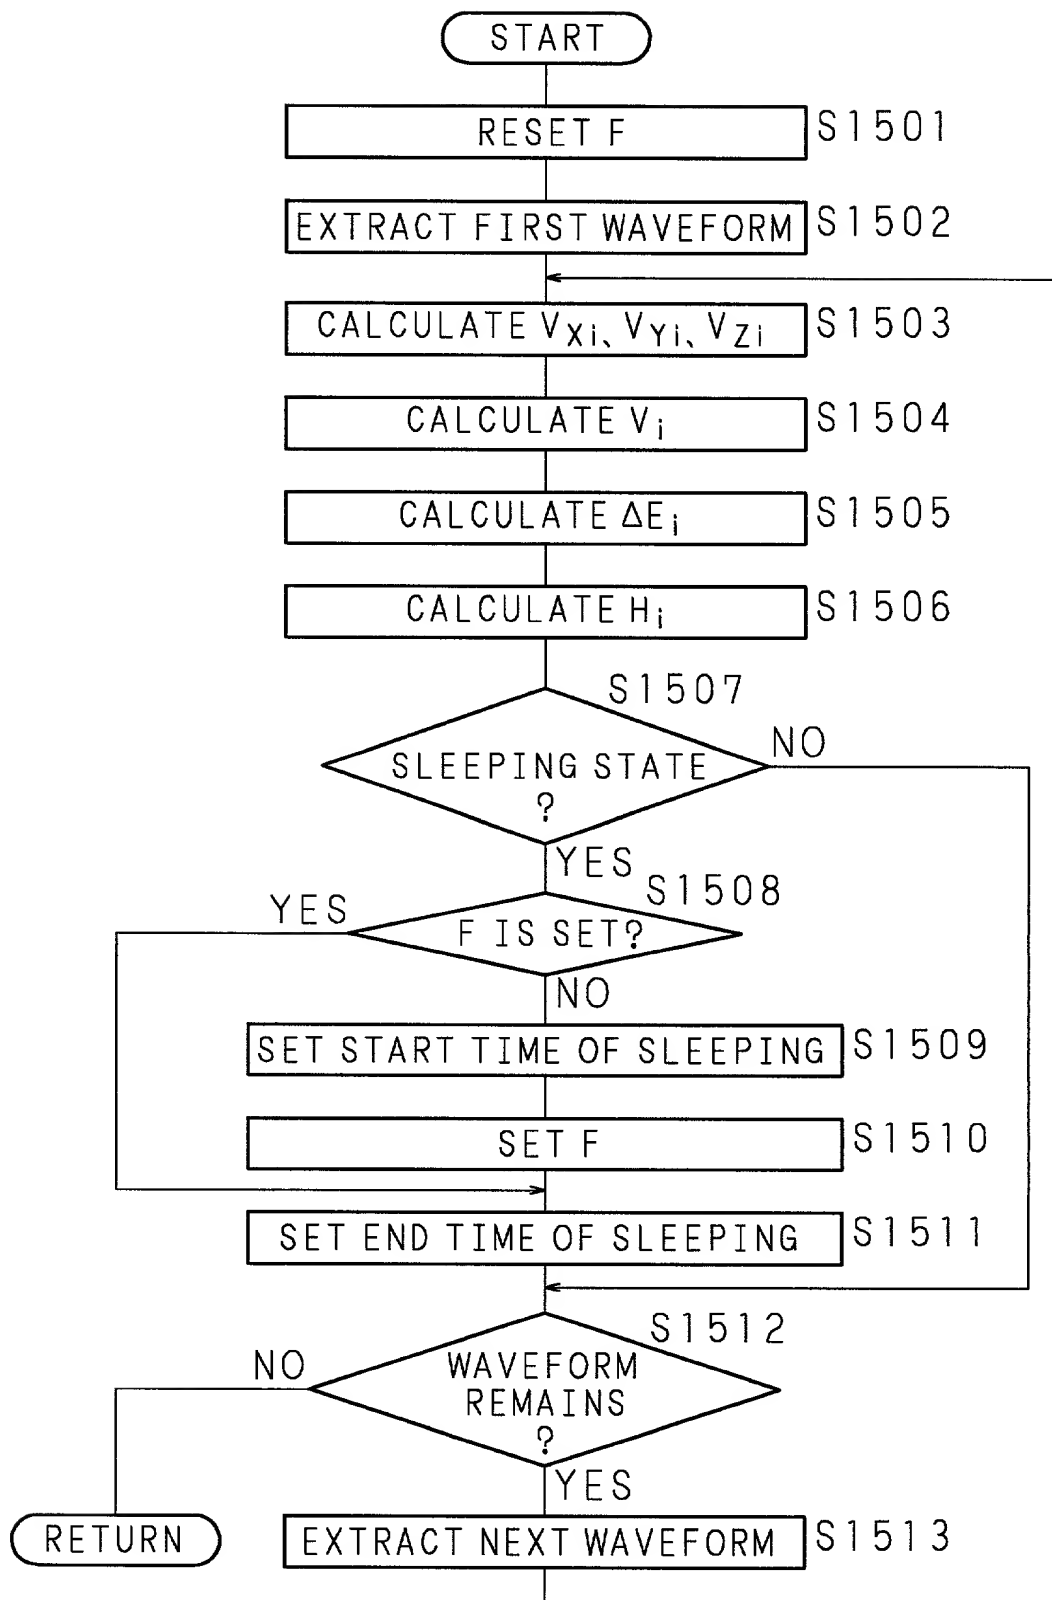 START
RESET F
S1501
EXTRACT FIRST WAVEFORM
S1502
CALCULATE VXi、VYi、VZi
S1503
CALCULATE Vi
S1504
CALCULATE ΔEi
S1505
CALCULATE Hi
S1506
S1507
SLEEPING STATE
?
NO
YES
S1508
YES
F IS SET?
NO
SET START TIME OF SLEEPING
S1509
SET F
S1510
SET END TIME OF SLEEPING
S1511
S1512
NO
WAVEFORM
REMAINS
?
YES
RETURN
EXTRACT NEXT WAVEFORM
S1513